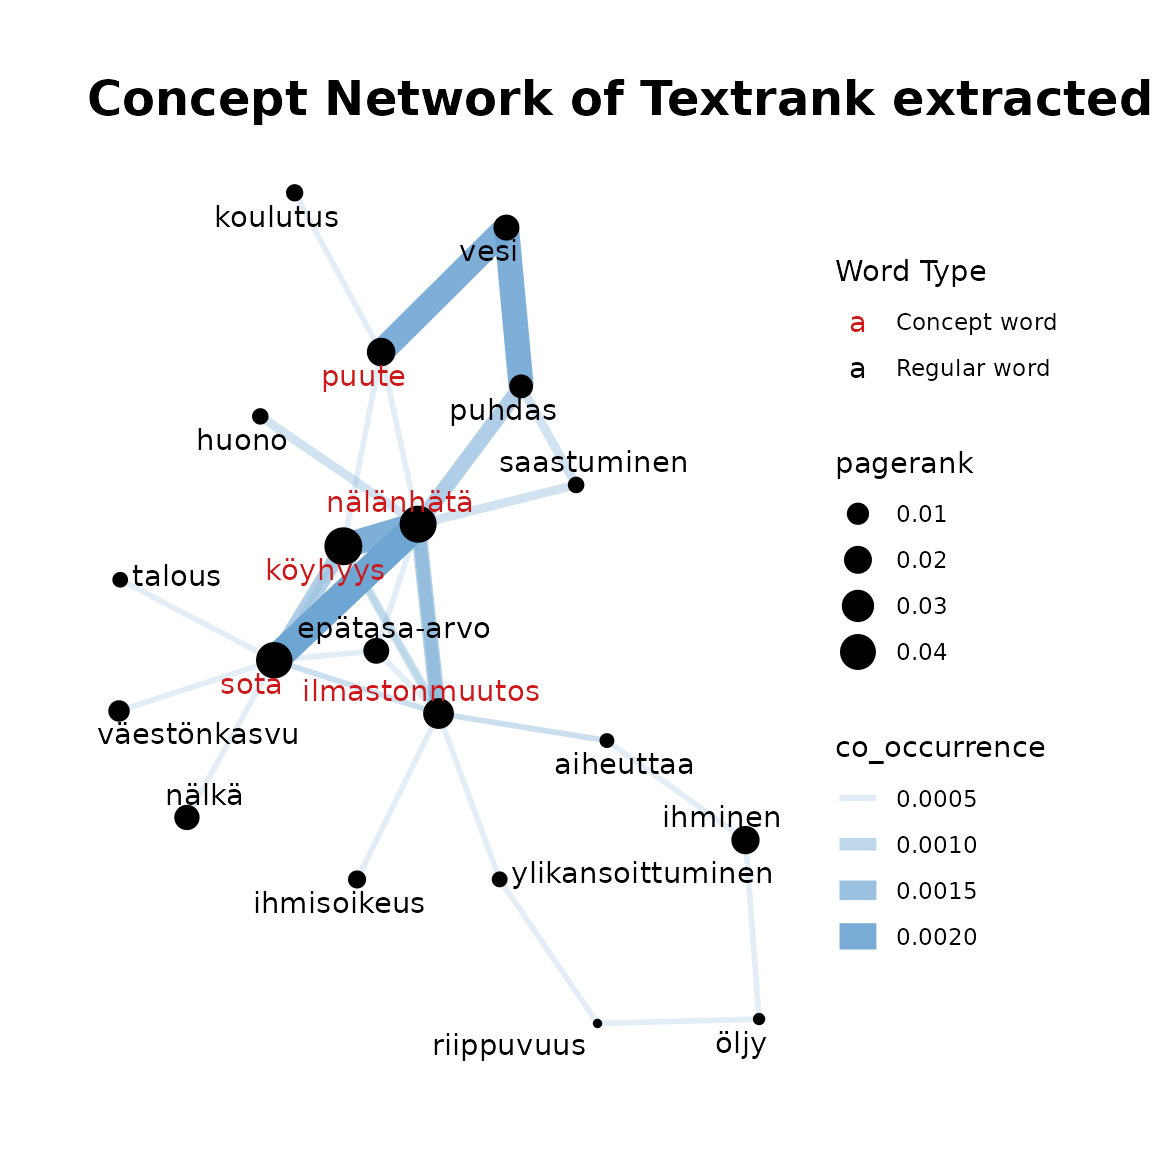 Concept Network of Textrank extracted
koulutus
vesi
puute
puhdas
huono
saastuminen
nälänhätä
köyhyys
talous
epätasa-arvo
sota
ilmastonmuutos
väestönkasvu
aiheuttaa
nälkä
ihminen
ylikansoittuminen
ihmisoikeus
riippuvuus
öljy
Word Type
a Concept word
a Regular word
pagerank
0.01
0.02
0.03
0.04
co_occurrence
0.0005
0.0010
0.0015
0.0020